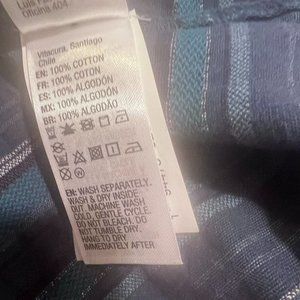 Oficina 404
Vitacura, Santiago
Chile
EN: 100% COTTON
FR: 100% COTON
ES: 100% ALGODÓN
MX: 100% ALGODÓN
BR: 100% ALGODÃO
EN: WASH SEPARATELY.
WASH & DRY INSIDE
OUT. MACHINE WASH
COLD, GENTLE CYCLE.
DO NOT BLEACH. DO
NOT TUMBLE DRY.
HANG TO DRY
IMMEDIATELY AFTER